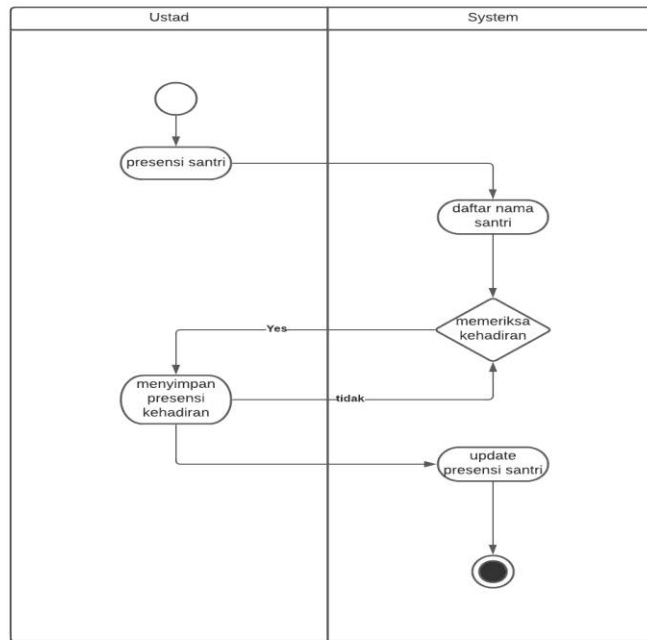 Ustad
System
presensi santri
daftar nama
santri
memeriksa
kehadiran
Yes
menyimpan
presensi
kehadiran
tidak
update
presensi santri